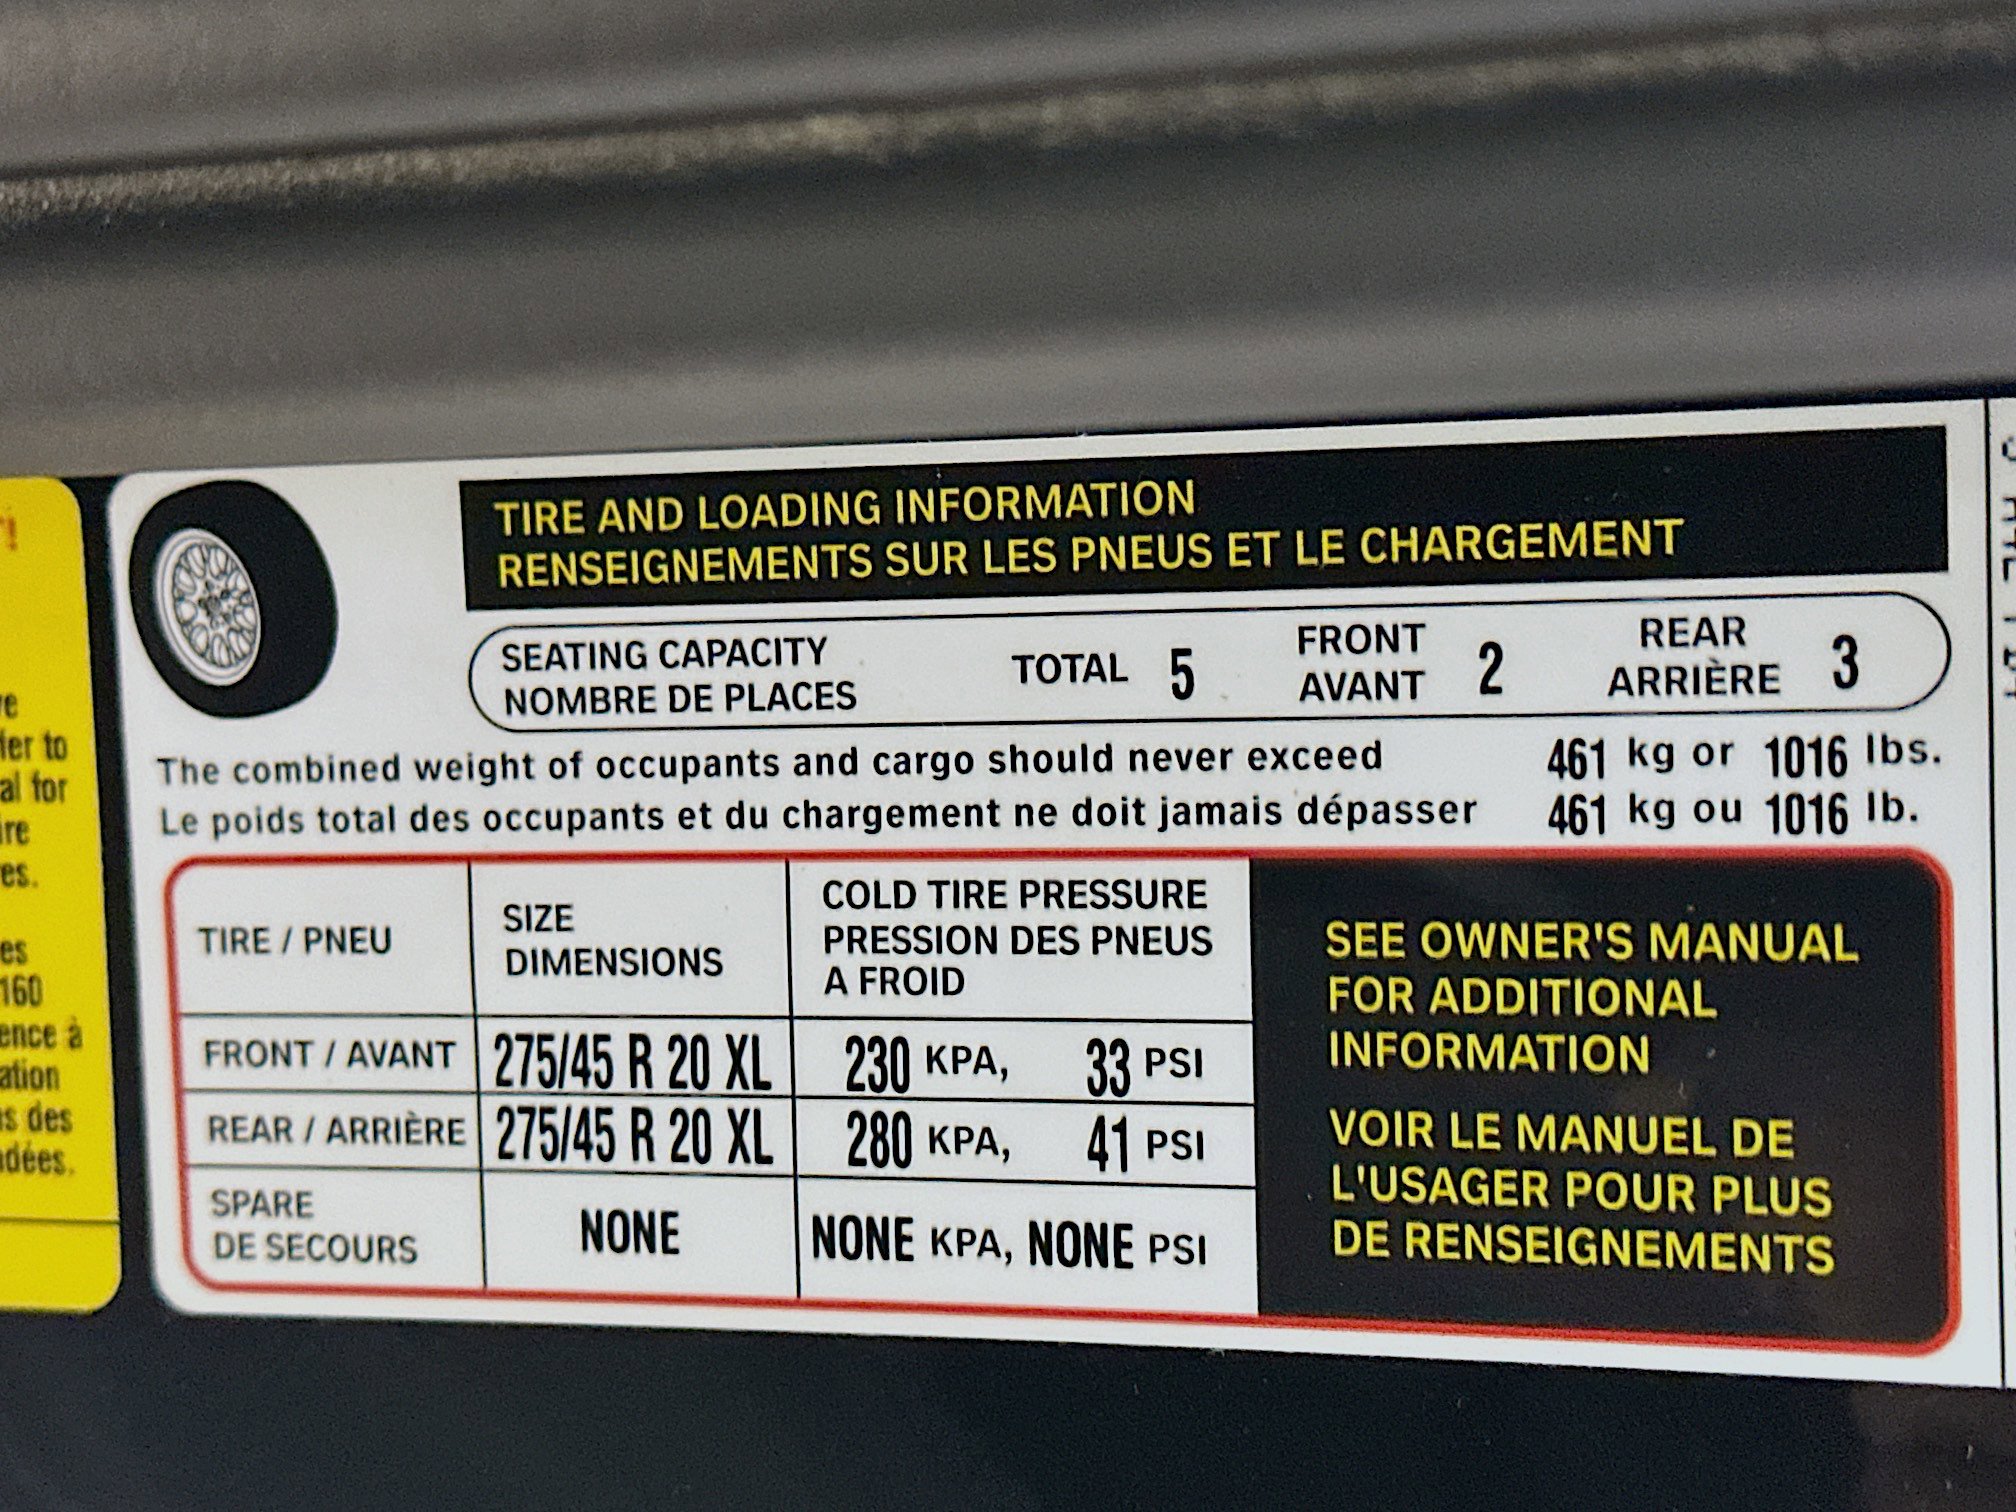 TIRE AND LOADING INFORMATION
RENSEIGNEMENTS SUR LES PNEUS ET LE CHARGEMENT
SEATING CAPACITY TOTAL 5 FRONT 2 REAR 3
NOMBRE DE PLACES AVANT ARRIÈRE
The combined weight of occupants and cargo should never exceed 461 kg or 1016 lbs.
Le poids total des occupants et du chargement ne doit jamais dépasser 461 kg ou 1016 lb.
TIRE / PNEU
SIZE
DIMENSIONS
COLD TIRE PRESSURE
PRESSION DES PNEUS
A FROID
FRONT / AVANT 275/45 R 20 XL 230 KPA, 33 PSI
REAR / ARRIÈRE 275/45 R 20 XL 280 KPA, 41 PSI
SPARE
DE SECOURS
NONE NONE KPA, NONE PSI
SEE OWNER'S MANUAL
FOR ADDITIONAL
INFORMATION
VOIR LE MANUEL DE
L'USAGER POUR PLUS
DE RENSEIGNEMENTS
to
for
160
à
des